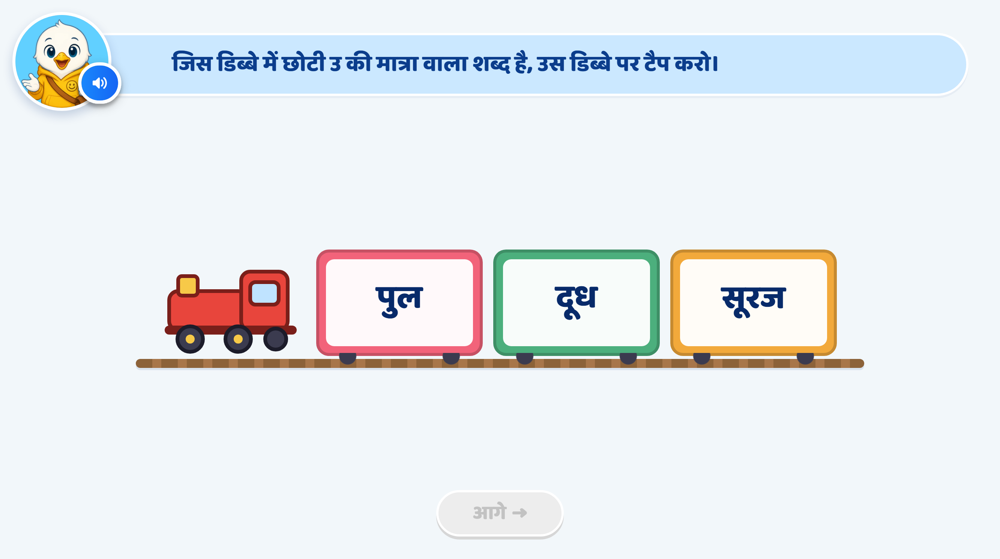 जिस डिब्बे में छोटी उ की मात्रा वाला शब्द है, उस डिब्बे पर टैप करो।
पुल
दूध
सूरज
आगे →